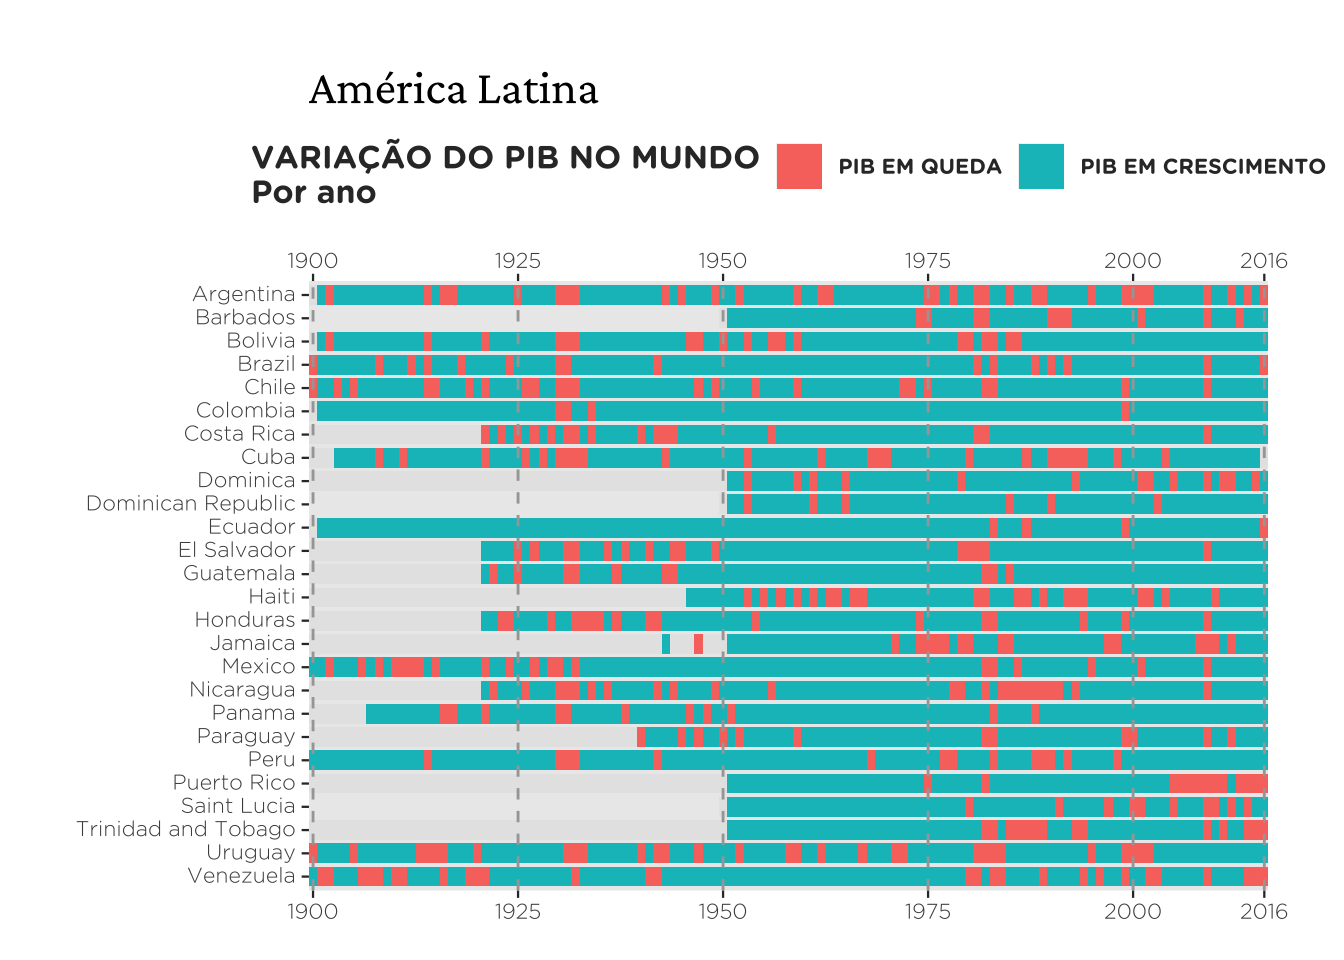 América Latina
VARIAÇÃO DO PIB NO MUNDO
Por ano
PIB EM QUEDA
PIB EM CRESCIMENTO
1900 1925 1950 1975 2000 2016
Argentina
Barbados
Bolivia
Brazil
Chile
Colombia
Costa Rica
Cuba
Dominica
Dominican Republic
Ecuador
El Salvador
Guatemala
Haiti
Honduras
Jamaica
Mexico
Nicaragua
Panama
Paraguay
Peru
Puerto Rico
Saint Lucia
Trinidad and Tobago
Uruguay
Venezuela
1900 1925 1950 1975 2000 2016